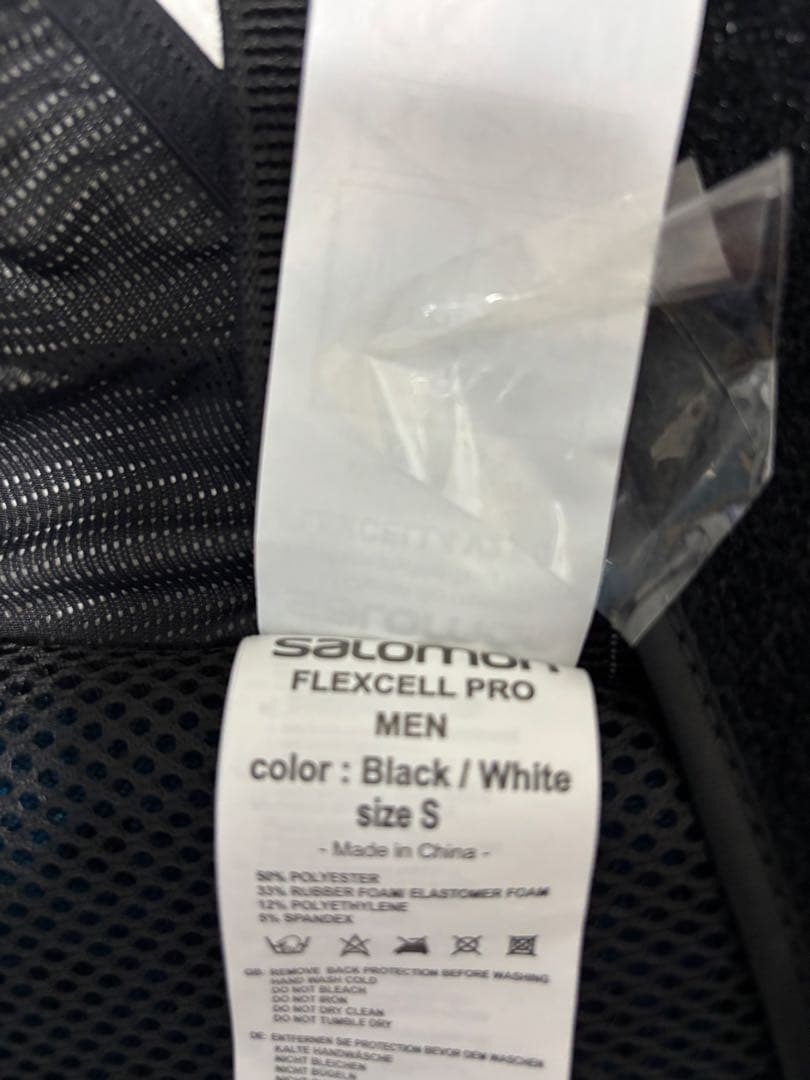 salomon
FLEXCELL PRO
MEN
color : Black / White
size S
- Made in China -
50% POLYESTER
33% RUBBER FOAM ELASTOMER FOAM
12% POLYETHYLENE
5% SPANDEX
GB: REMOVE BACK PROTECTION BEFORE WASHING
HAND WASH COLD
DO NOT BLEACH
DO NOT IRON
DO NOT DRY CLEAN
DO NOT TUMBLE DRY
DE: ENTFERNEN SIE PROTECTION BEVOR DEM WASCHEN
KALTE HANDWÄSCHE
NICHT BLEICHEN
NICHT BÜGELN